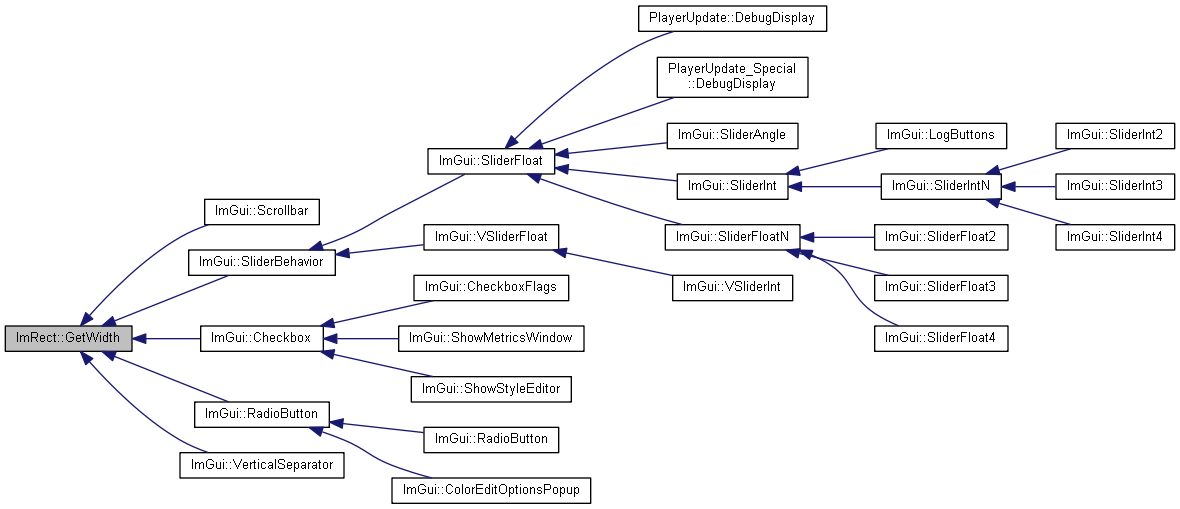 PlayerUpdate::DebugDisplay
PlayerUpdate_Special
::DebugDisplay
ImGui::SliderAngle
ImGui::LogButtons
ImGui::SliderInt2
ImGui::SliderFloat
ImGui::SliderInt
ImGui::SliderIntN
ImGui::SliderInt3
ImGui::Scrollbar
ImGui::VSliderFloat
ImGui::SliderFloatN
ImGui::SliderFloat2
ImGui::SliderInt4
ImGui::SliderBehavior
ImGui::CheckboxFlags
ImGui::VSliderInt
ImGui::SliderFloat3
ImRect::GetWidth
ImGui::Checkbox
ImGui::ShowMetricsWindow
ImGui::SliderFloat4
ImGui::ShowStyleEditor
ImGui::RadioButton
ImGui::RadioButton
ImGui::VerticalSeparator
ImGui::ColorEditOptionsPopup